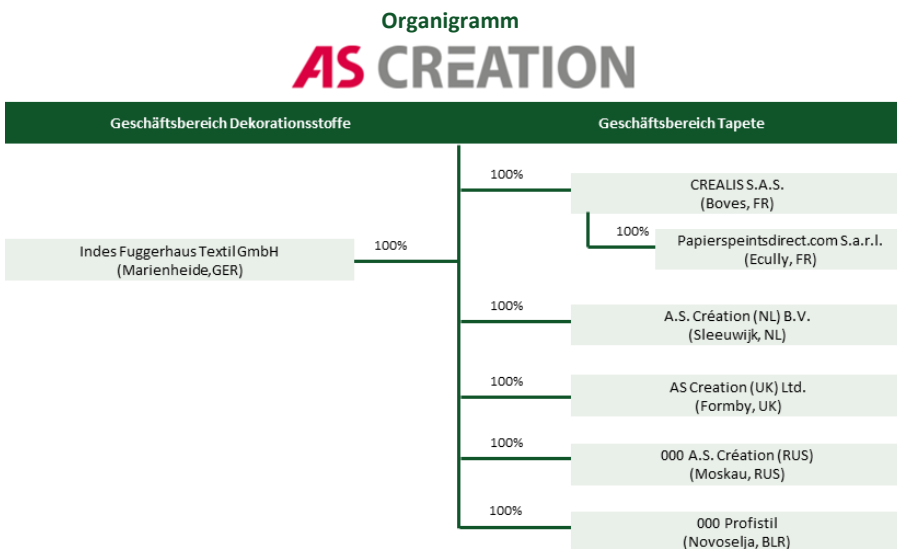 Organigramm
AS CREATION
Geschäftsbereich Dekorationsstoffe
Geschäftsbereich Tapete
100%
CREALIS S.A.S.
(Boves, FR)
100%
Papierspeintsdirect.com S.a.r.l.
(Ecully, FR)
Indes Fuggerhaus Textil GmbH
(Marienheide,GER)
100%
100%
A.S. Création (NL) B.V.
(Sleeuwijk, NL)
100%
AS Creation (UK) Ltd.
(Formby, UK)
100%
000 A.S. Création (RUS)
(Moskau, RUS)
100%
000 Profistil
(Novoselja, BLR)